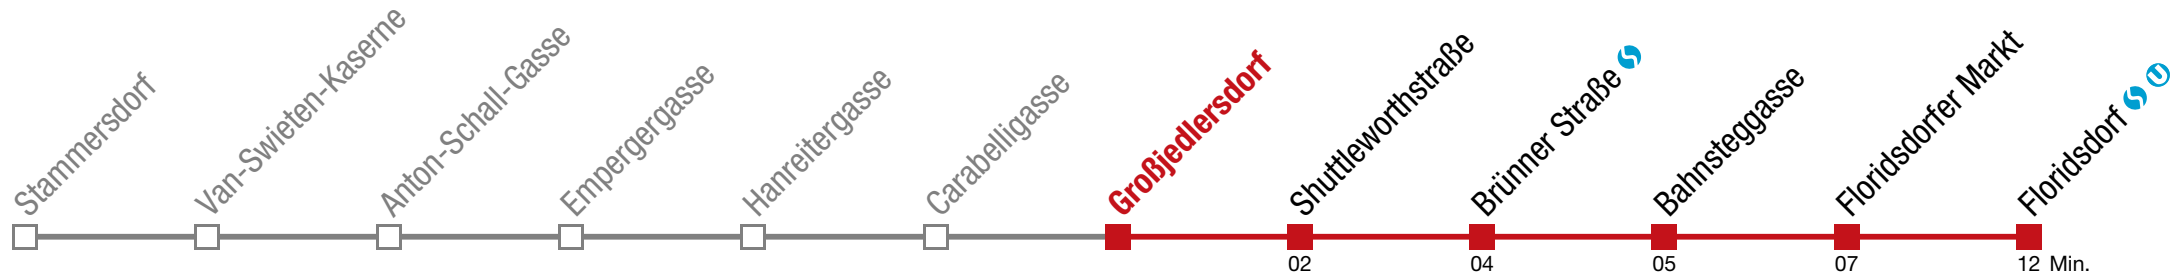 Stammersdorf
Van-Swieten-Kaserne
Anton-Schall-Gasse
Empergergasse
Hanreitergasse
Carabelligasse
Großjedlersdorf
Shuttleworthstraße
Brünner Straße S
Bahnsteggasse
Floridsdorfer Markt
Floridsdorf S U
02 04 05 07 12 Min.